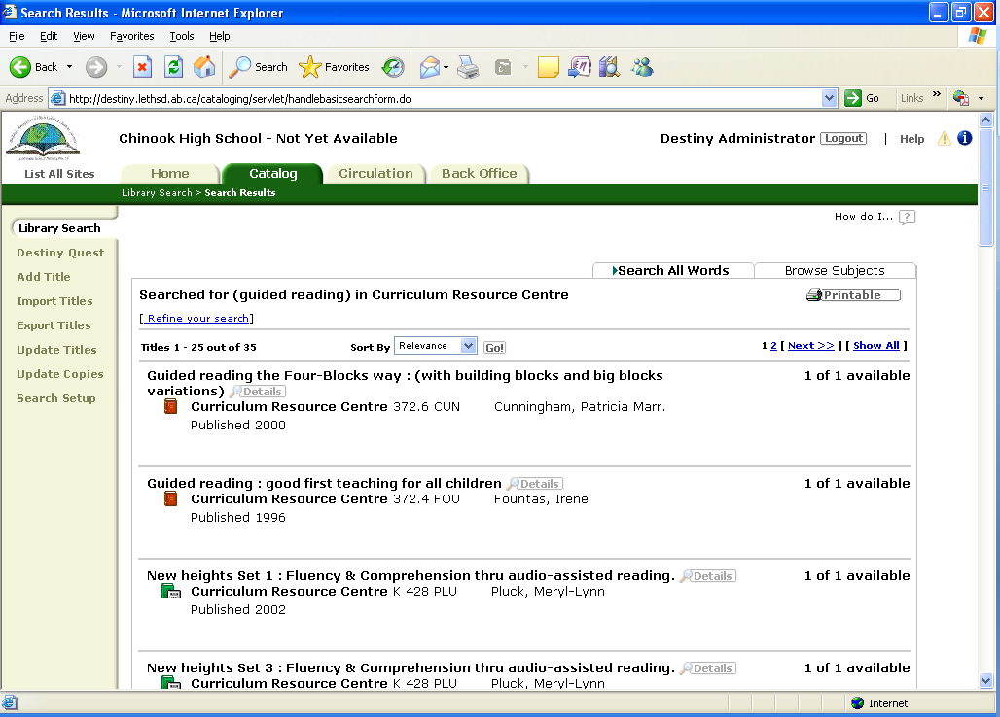 Search Results - Microsoft Internet Explorer
File Edit View Favorites Tools Help
Back Search Favorites
Address http://destiny.lethsd.ab.ca/cataloging/servlet/handlebasicsearchform.do Go Links »
Chinook High School - Not Yet Available Destiny Administrator Logout | Help
List All Sites Home Catalog Circulation Back Office
Library Search > Search Results
How do I... ?
Library Search
Destiny Quest
Add Title
Import Titles
Export Titles
Update Titles
Update Copies
Search Setup
Search All Words Browse Subjects
Searched for (guided reading) in Curriculum Resource Centre Printable
[ Refine your search]
Titles 1 - 25 out of 35 Sort By Relevance Go! 1 2 [ Next >> ] [ Show All ]
Guided reading the Four-Blocks way : (with building blocks and big blocks 1 of 1 available
variations) Details
Curriculum Resource Centre 372.6 CUN Cunningham, Patricia Marr.
Published 2000
Guided reading : good first teaching for all children Details 1 of 1 available
Curriculum Resource Centre 372.4 FOU Fountas, Irene
Published 1996
New heights Set 1 : Fluency & Comprehension thru audio-assisted reading. Details 1 of 1 available
Curriculum Resource Centre K 428 PLU Pluck, Meryl-Lynn
Published 2002
New heights Set 3 : Fluency & Comprehension thru audio-assisted reading. Details 1 of 1 available
Curriculum Resource Centre K 428 PLU Pluck, Meryl-Lynn
Internet